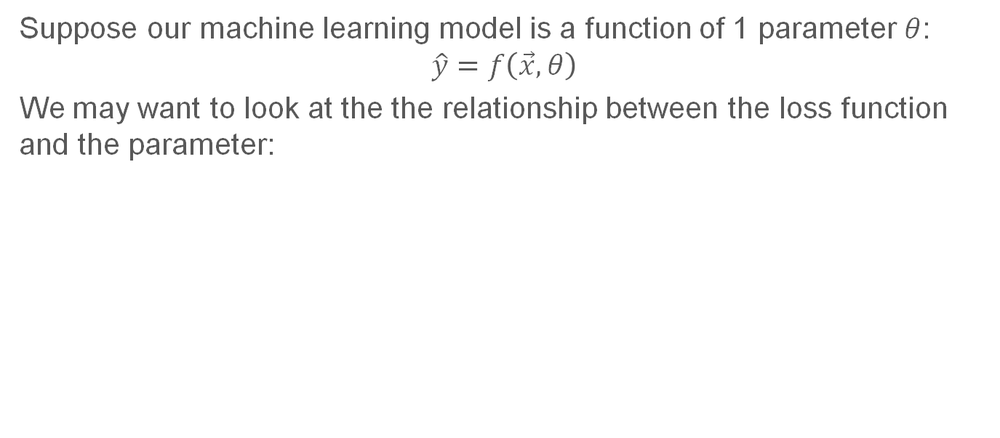 Suppose our machine learning model is a function of 1 parameter θ:
ŷ = f(x⃗, θ)
We may want to look at the the relationship between the loss function
and the parameter: